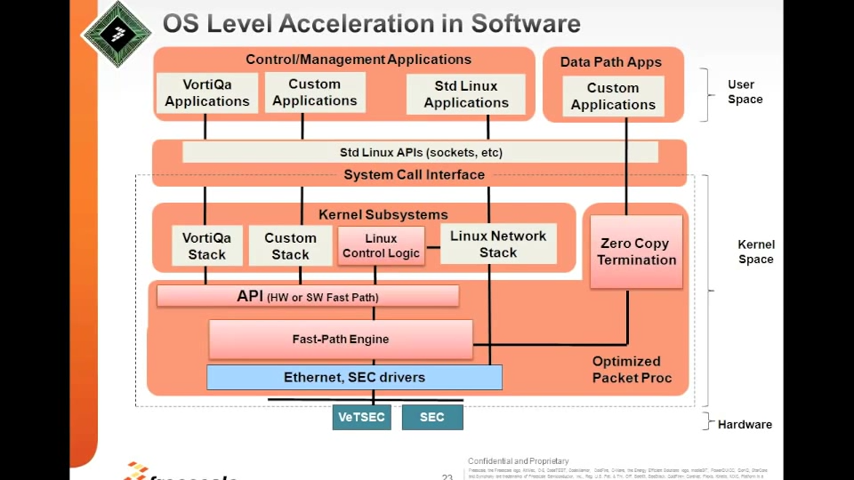 OS Level Acceleration in Software
Control/Management Applications
Data Path Apps
VortiQa
Applications
Custom
Applications
Std Linux
Applications
Custom
Applications
User
Space
Std Linux APIs (sockets, etc)
System Call Interface
Kernel Subsystems
VortiQa
Stack
Custom
Stack
Linux
Control Logic
Linux Network
Stack
Zero Copy
Termination
Kernel
Space
API (HW or SW Fast Path)
Fast-Path Engine
Optimized
Packet Proc
Ethernet, SEC drivers
VeTSEC
SEC
Hardware
Confidential and Proprietary
23